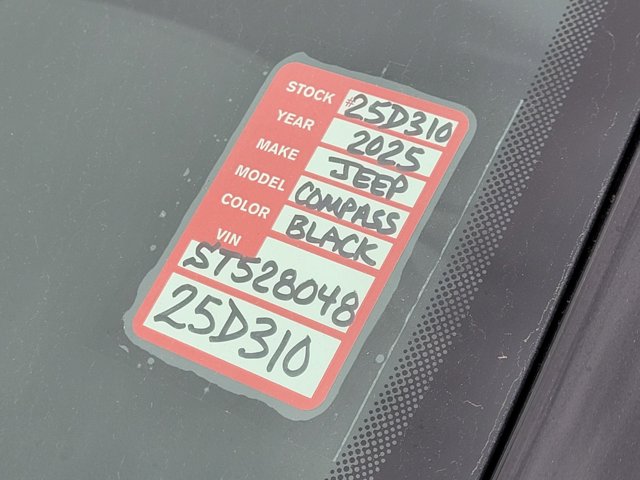 STOCK #25D310
YEAR 2025
MAKE JEEP
MODEL COMPASS
COLOR BLACK
VIN
ST528048
25D310